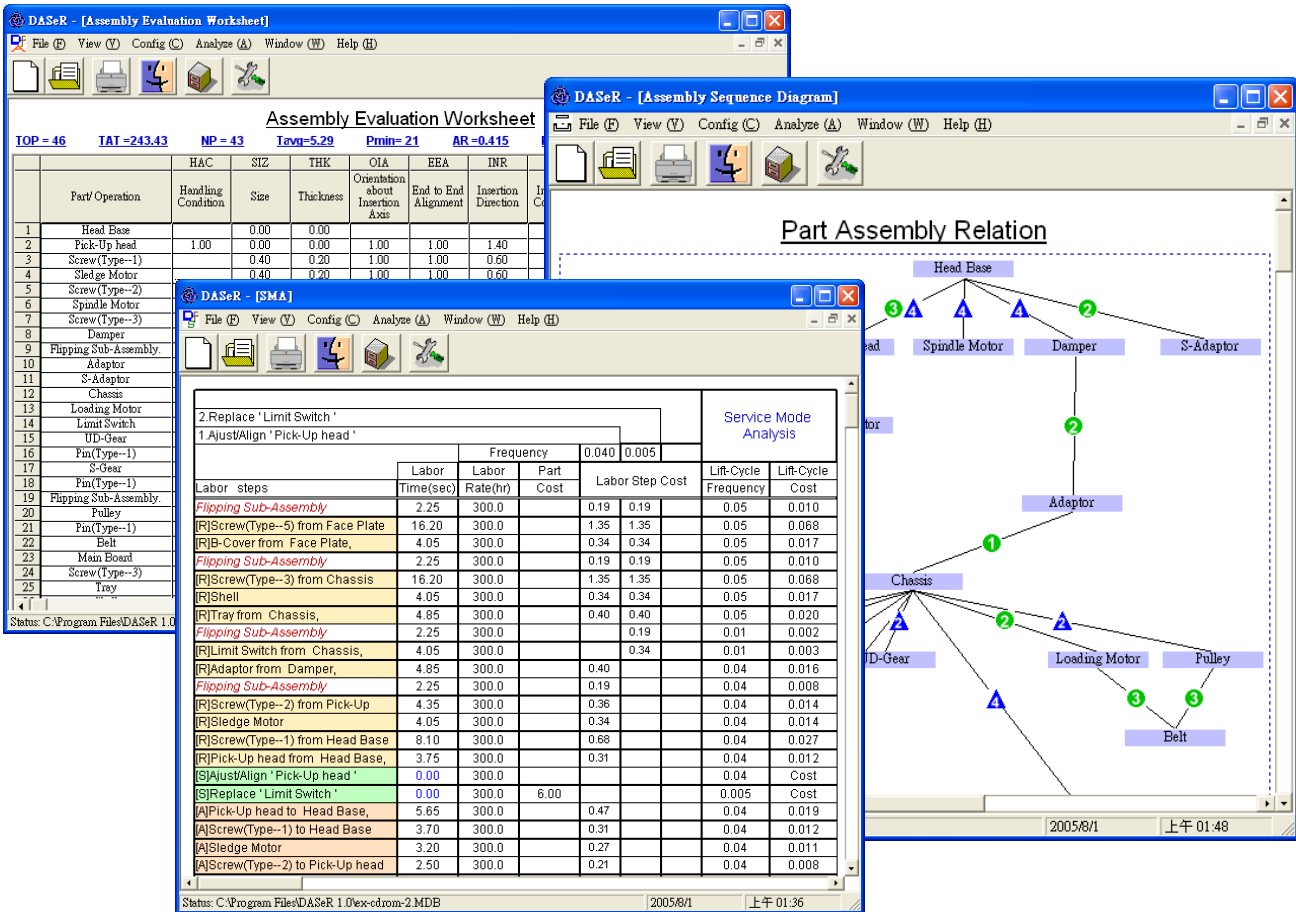 DASeR - [Assembly Evaluation Worksheet]
File (F) View (V) Config (C) Analyze (A) Window (W) Help (H)
Assembly Evaluation Worksheet
TOP = 46 TAT =243.43 NP = 43 Tavg=5.29 Pmin= 21 AR =0.415
HAC SIZ THK OIA EEA INR
Part/ Operation Handling Condition Size Thickness Orientation about Insertion Axis End to End Alignment Insertion Direction
1 Head Base 0.00 0.00
2 Pick-Up head 1.00 0.00 0.00 1.00 1.00 1.40
3 Screw(Type--1) 0.40 0.20 1.00 1.00 0.60
4 Sledge Motor 0.40 0.20 1.00 1.00 0.60
5 Screw(Type--2)
6 Spindle Motor
7 Screw(Type--3)
8 Damper
9 Flipping Sub-Assembly.
10 Adaptor
11 S-Adaptor
12 Chassis
13 Loading Motor
14 Limit Switch
15 UD-Gear
16 Pin(Type--1)
17 S-Gear
18 Pin(Type--1)
19 Flipping Sub-Assembly.
20 Pulley
21 Pin(Type--1)
22 Belt
23 Main Board
24 Screw(Type--3)
25 Tray
Status: C:\Program Files\DASeR 1.0
DASeR - [Assembly Sequence Diagram]
File (F) View (V) Config (C) Analyze (A) Window (W) Help (H)
Part Assembly Relation
Head Base
3 4 4 4 2
ead Spindle Motor Damper S-Adaptor
tor 2
Adaptor
1
Chassis
2 2 2
UD-Gear Loading Motor Pulley
4 3 3
Belt
2005/8/1 上午 01:48
DASeR - [SMA]
File (F) View (V) Config (C) Analyze (A) Window (W) Help (H)
2.Replace ' Limit Switch '
1.Ajust/Align ' Pick-Up head '
Service Mode Analysis
Frequency 0.040 0.005
Labor steps Labor Time(sec) Labor Rate(hr) Part Cost Labor Step Cost Lift-Cycle Frequency Lift-Cycle Cost
Flipping Sub-Assembly 2.25 300.0 0.19 0.19 0.05 0.010
[R]Screw(Type--5) from Face Plate 16.20 300.0 1.35 1.35 0.05 0.068
[R]B-Cover from Face Plate, 4.05 300.0 0.34 0.34 0.05 0.017
Flipping Sub-Assembly 2.25 300.0 0.19 0.19 0.05 0.010
[R]Screw(Type--3) from Chassis 16.20 300.0 1.35 1.35 0.05 0.068
[R]Shell 4.05 300.0 0.34 0.34 0.05 0.017
[R]Tray from Chassis, 4.85 300.0 0.40 0.40 0.05 0.020
Flipping Sub-Assembly 2.25 300.0 0.19 0.01 0.002
[R]Limit Switch from Chassis, 4.05 300.0 0.34 0.01 0.003
[R]Adaptor from Damper, 4.85 300.0 0.40 0.04 0.016
Flipping Sub-Assembly 2.25 300.0 0.19 0.04 0.008
[R]Screw(Type--2) from Pick-Up 4.35 300.0 0.36 0.04 0.014
[R]Sledge Motor 4.05 300.0 0.34 0.04 0.014
[R]Screw(Type--1) from Head Base 8.10 300.0 0.68 0.04 0.027
[R]Pick-Up head from Head Base, 3.75 300.0 0.31 0.04 0.012
[S]Ajust/Align ' Pick-Up head ' 0.00 300.0 0.04 Cost
[S]Replace ' Limit Switch ' 0.00 300.0 6.00 0.005 Cost
[A]Pick-Up head to Head Base, 5.65 300.0 0.47 0.04 0.019
[A]Screw(Type--1) to Head Base 3.70 300.0 0.31 0.04 0.012
[A]Sledge Motor 3.20 300.0 0.27 0.04 0.011
[A]Screw(Type--2) to Pick-Up head 2.50 300.0 0.21 0.04 0.008
Status: C:\Program Files\DASeR 1.0\ex-cdrom-2.MDB 2005/8/1 上午 01:36